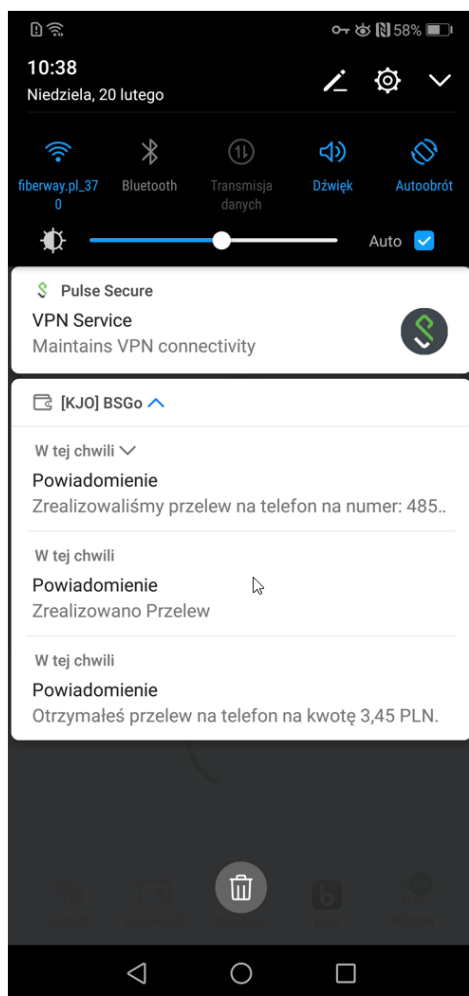 58%
10:38
Niedziela, 20 lutego
fiberway.pl_37
0
Bluetooth
Transmisja
danych
Dźwięk
Autoobrót
Auto
Pulse Secure
VPN Service
Maintains VPN connectivity
[KJO] BSGo
W tej chwili
Powiadomienie
Zrealizowaliśmy przelew na telefon na numer: 485..
W tej chwili
Powiadomienie
Zrealizowano Przelew
W tej chwili
Powiadomienie
Otrzymałeś przelew na telefon na kwotę 3,45 PLN.